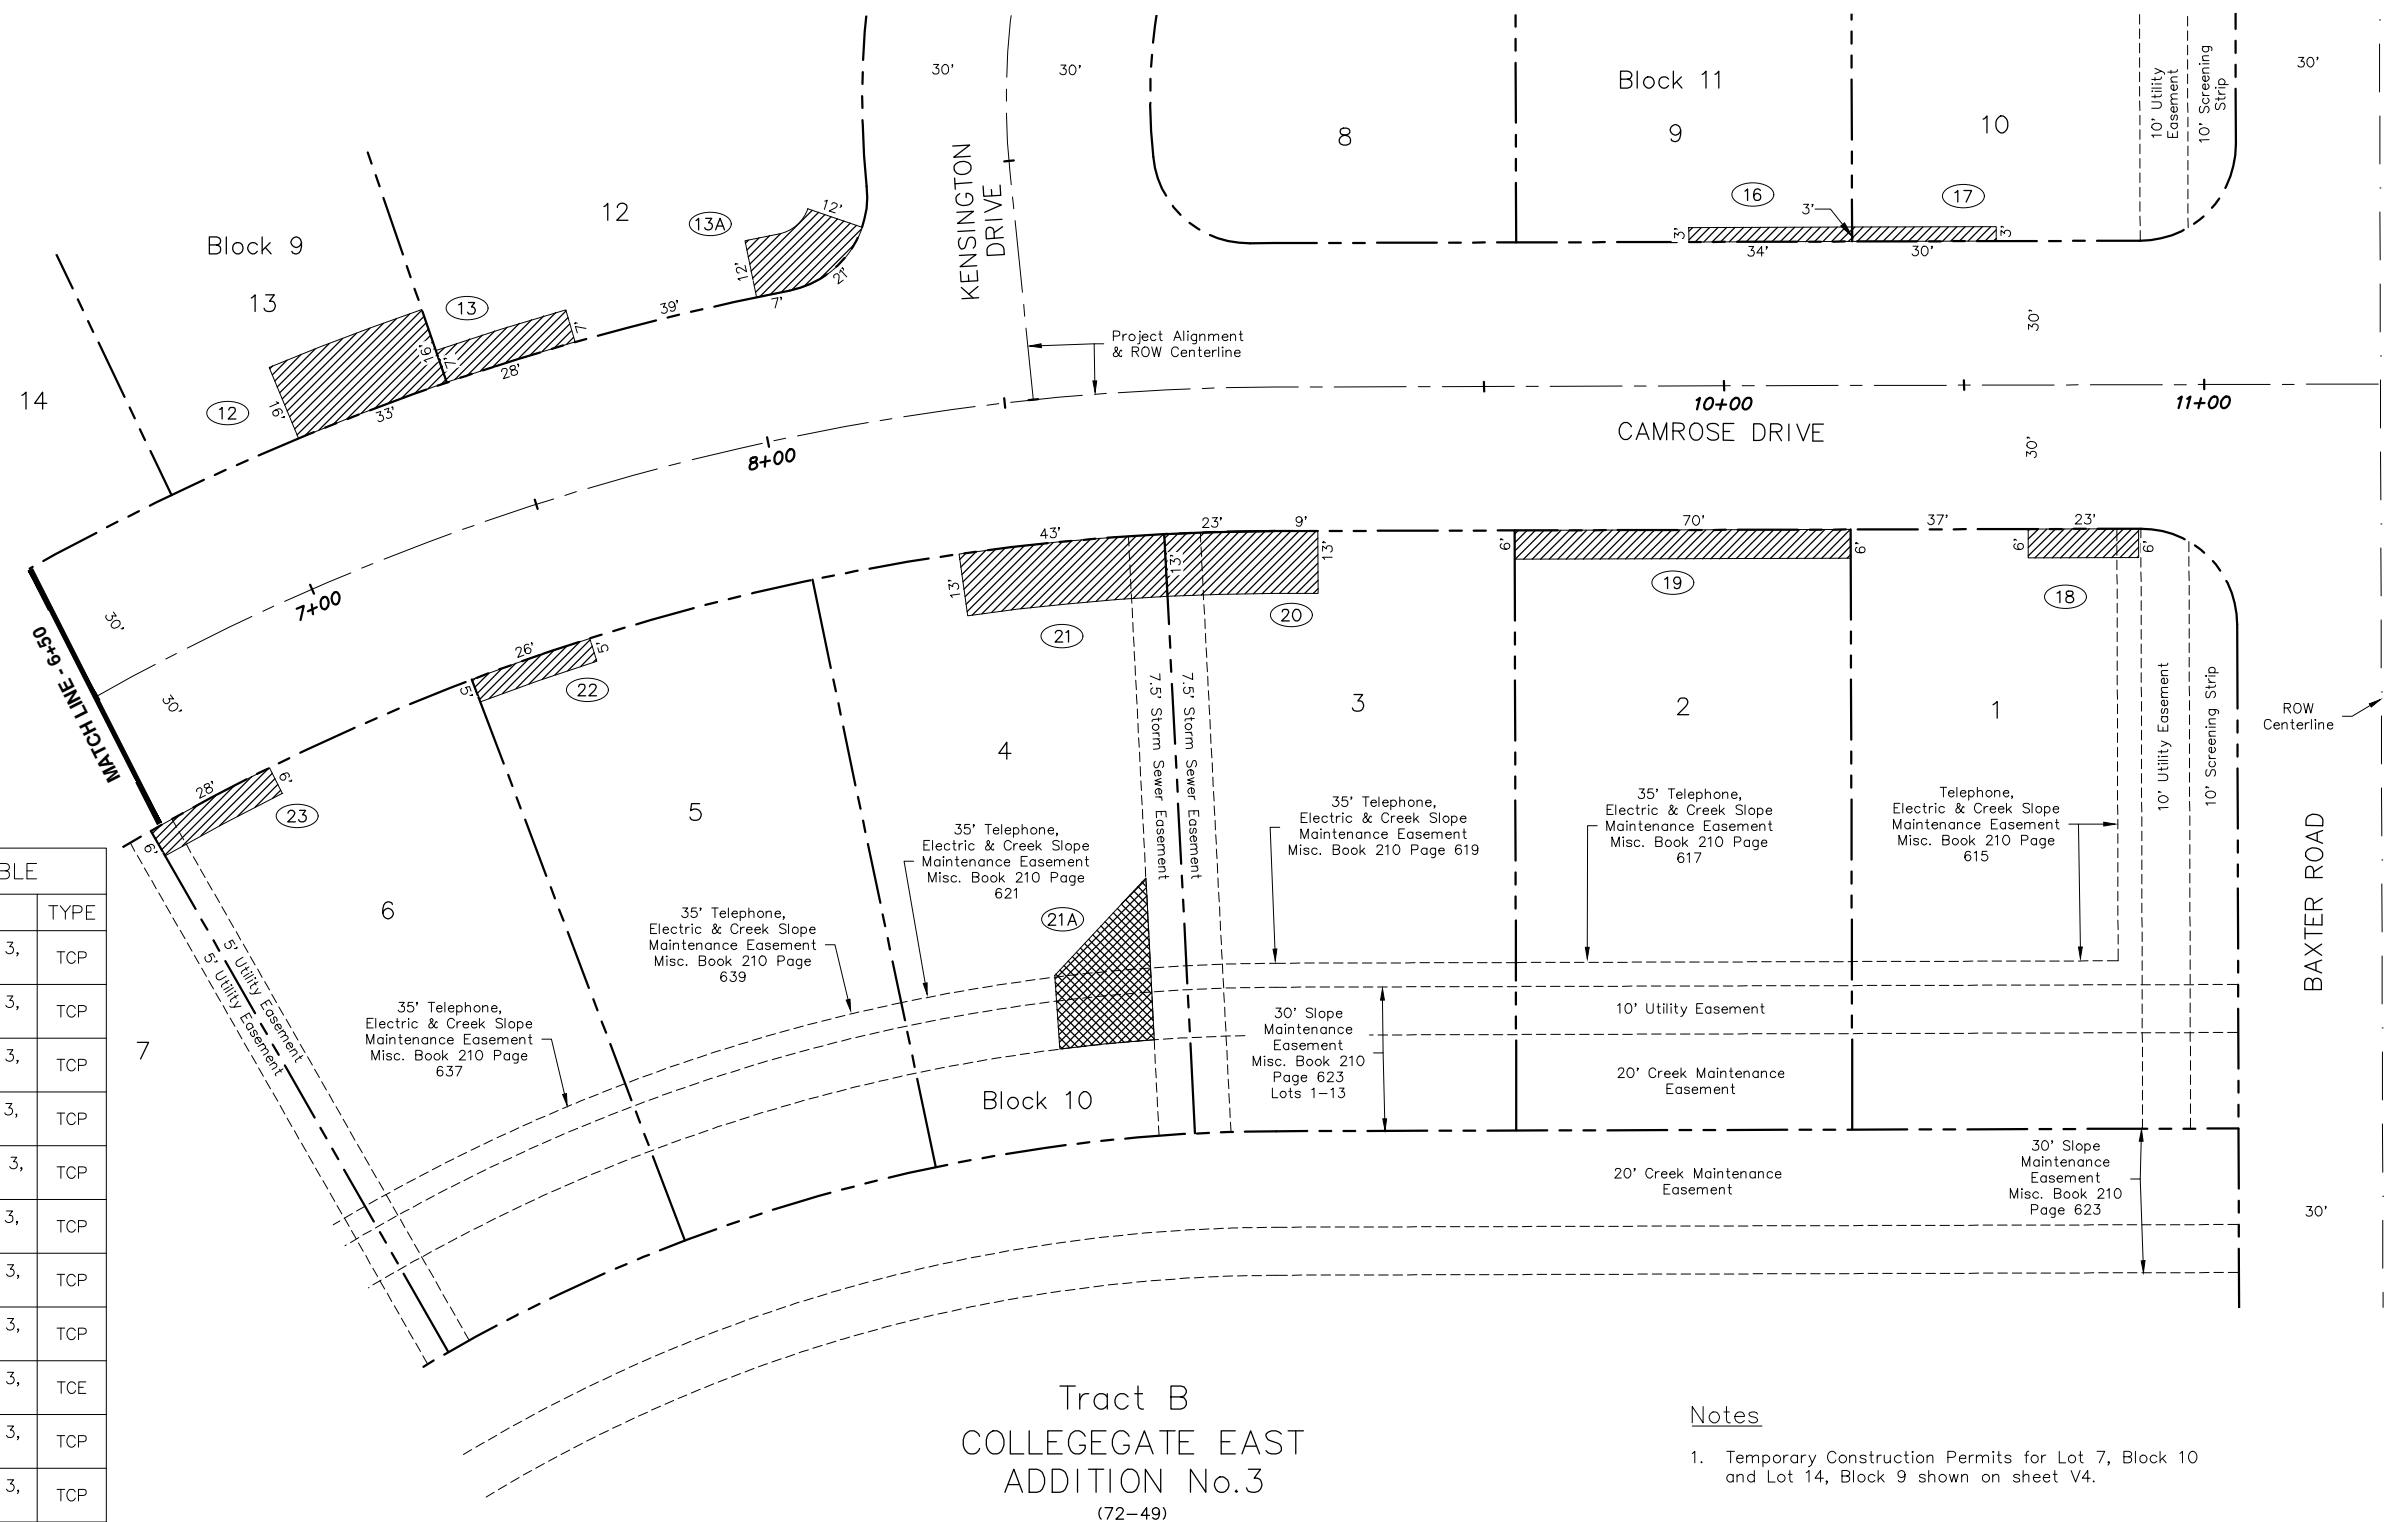 30'
30'
30'
Block 11
8
9
10
10' Utility
Easement
10' Screening
Strip
KENSINGTON
DRIVE
Block 9
12
13
14
13A
12'
12'
21'
7'
39'
13
7'
7'
28'
16'
12
16'
33'
16
17
3'
3'
3'
34'
30'
Project Alignment
& ROW Centerline
30'
30'
7+00
8+00
10+00
11+00
CAMROSE DRIVE
MATCH LINE - 6+50
30'
30'
28'
6'
6'
23
26'
5'
5'
22
43'
13'
13'
21
23'
9'
13'
20
70'
6'
6'
19
37'
23'
6'
6'
18
7
6
5
4
3
2
1
7.5' Storm Sewer Easement
7.5' Storm Sewer Easement
10' Utility Easement
10' Screening Strip
ROW
Centerline
BAXTER ROAD
5' Utility Easement
5' Utility Easement
35' Telephone,
Electric & Creek Slope
Maintenance Easement
Misc. Book 210 Page
637
35' Telephone,
Electric & Creek Slope
Maintenance Easement
Misc. Book 210 Page
639
35' Telephone,
Electric & Creek Slope
Maintenance Easement
Misc. Book 210 Page
621
21A
35' Telephone,
Electric & Creek Slope
Maintenance Easement
Misc. Book 210 Page 619
35' Telephone,
Electric & Creek Slope
Maintenance Easement
Misc. Book 210 Page
617
Telephone,
Electric & Creek Slope
Maintenance Easement
Misc. Book 210 Page
615
Block 10
30' Slope
Maintenance
Easement
Misc. Book 210
Page 623
Lots 1-13
10' Utility Easement
20' Creek Maintenance
Easement
20' Creek Maintenance
Easement
30' Slope
Maintenance
Easement
Misc. Book 210
Page 623
30'
BLE
TYPE
3, TCP
3, TCP
3, TCP
3, TCP
3, TCP
3, TCP
3, TCP
3, TCP
3, TCE
3, TCP
3, TCP
Tract B
COLLEGEGATE EAST
ADDITION No.3
(72-49)
Notes
1. Temporary Construction Permits for Lot 7, Block 10
and Lot 14, Block 9 shown on sheet V4.